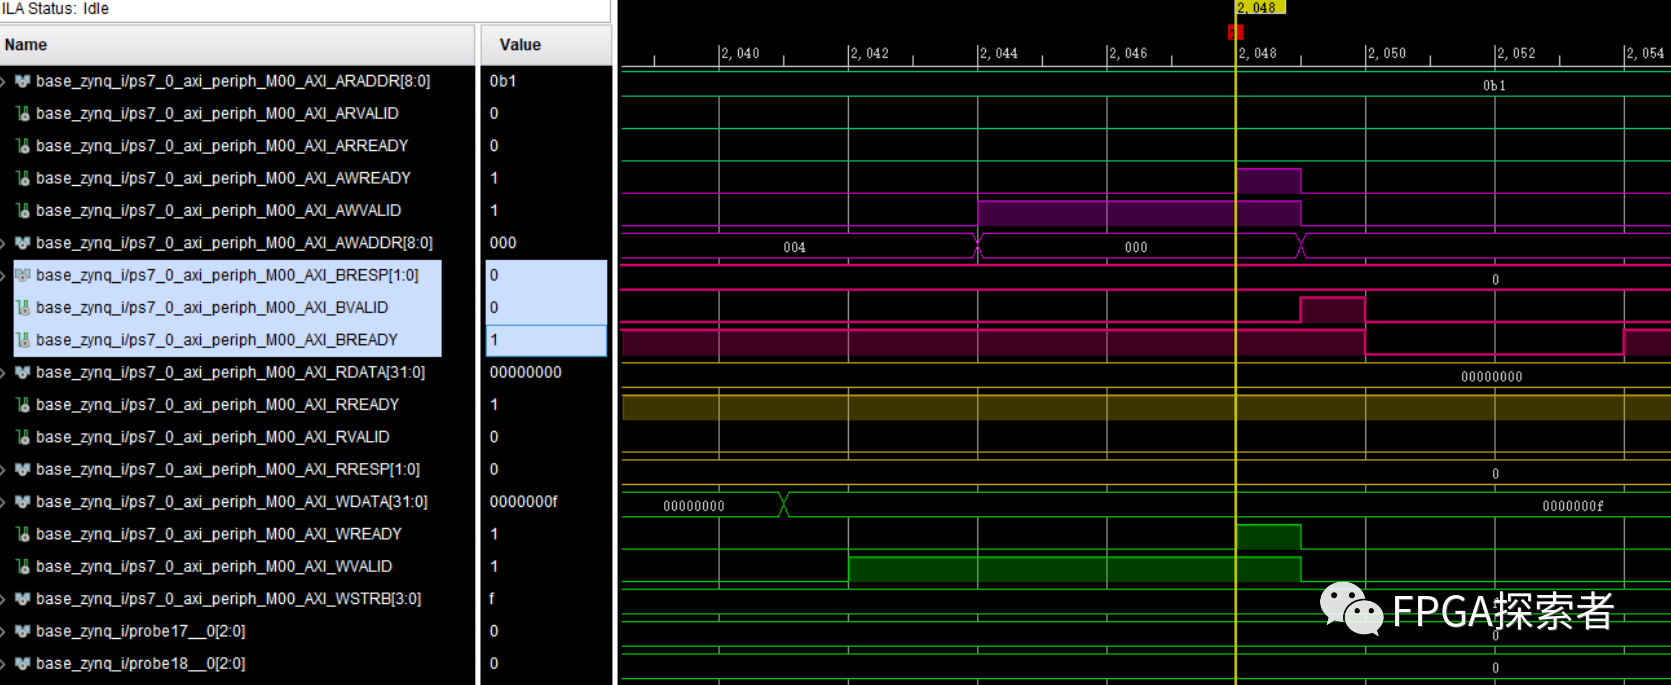 ILA Status: Idle
2,048
Name Value
2,040 2,042 2,044 2,046 2,048 2,050 2,052 2,054
base_zynq_i/ps7_0_axi_periph_M00_AXI_ARADDR[8:0] 0b1 0b1
base_zynq_i/ps7_0_axi_periph_M00_AXI_ARVALID 0
base_zynq_i/ps7_0_axi_periph_M00_AXI_ARREADY 0
base_zynq_i/ps7_0_axi_periph_M00_AXI_AWREADY 1
base_zynq_i/ps7_0_axi_periph_M00_AXI_AWVALID 1
base_zynq_i/ps7_0_axi_periph_M00_AXI_AWADDR[8:0] 000 004 000
base_zynq_i/ps7_0_axi_periph_M00_AXI_BRESP[1:0] 0 0
base_zynq_i/ps7_0_axi_periph_M00_AXI_BVALID 0
base_zynq_i/ps7_0_axi_periph_M00_AXI_BREADY 1
base_zynq_i/ps7_0_axi_periph_M00_AXI_RDATA[31:0] 00000000 00000000
base_zynq_i/ps7_0_axi_periph_M00_AXI_RREADY 1
base_zynq_i/ps7_0_axi_periph_M00_AXI_RVALID 0
base_zynq_i/ps7_0_axi_periph_M00_AXI_RRESP[1:0] 0 0
base_zynq_i/ps7_0_axi_periph_M00_AXI_WDATA[31:0] 0000000f 00000000 0000000f
base_zynq_i/ps7_0_axi_periph_M00_AXI_WREADY 1
base_zynq_i/ps7_0_axi_periph_M00_AXI_WVALID 1
base_zynq_i/ps7_0_axi_periph_M00_AXI_WSTRB[3:0] f
FPGA探索者
base_zynq_i/probe17__0[2:0] 0 0
base_zynq_i/probe18__0[2:0] 0 0